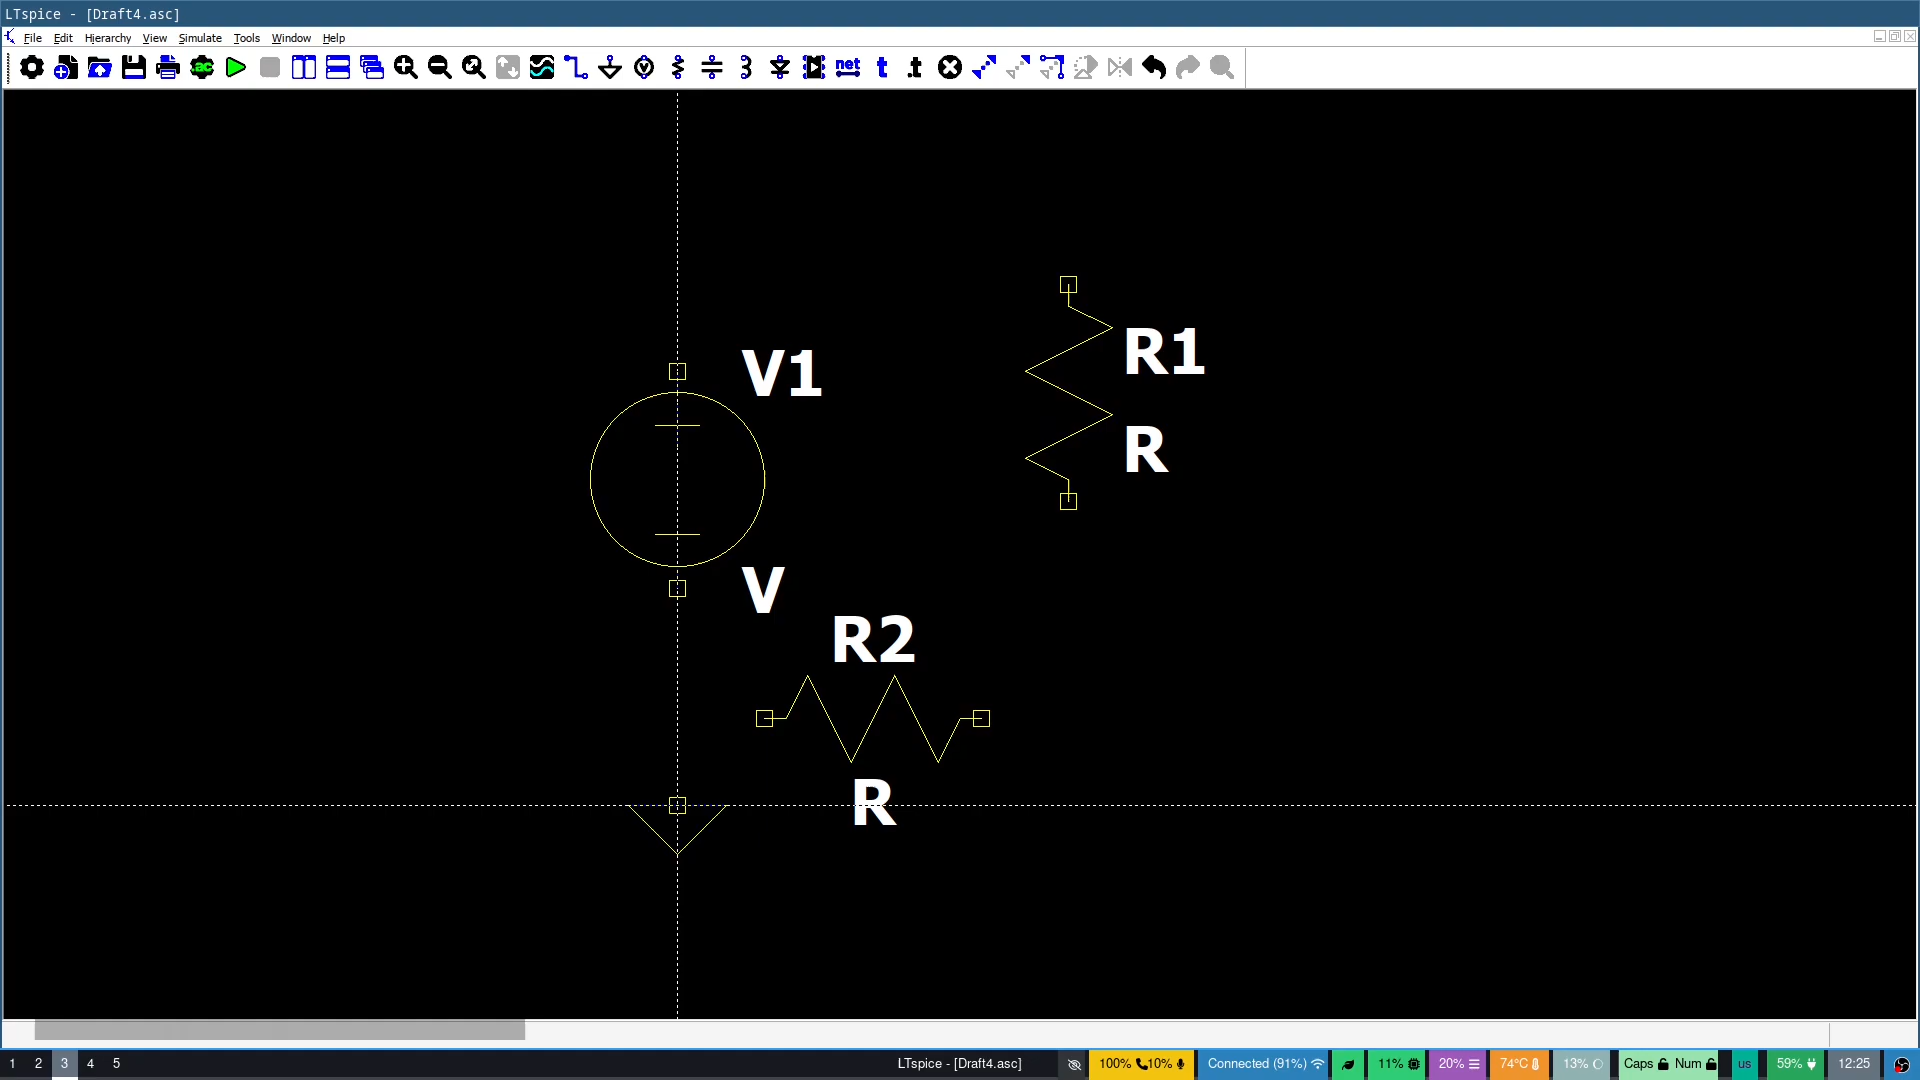 LTspice - [Draft4.asc]
File Edit Hierarchy View Simulate Tools Window Help
.ac net t .t
V1
R1
R
V
R2
R
1 2 3 4 5 LTspice - [Draft4.asc] 100% 10% Connected (91%) 11% 20% 74°C 13% Caps Num us 59% 12:25